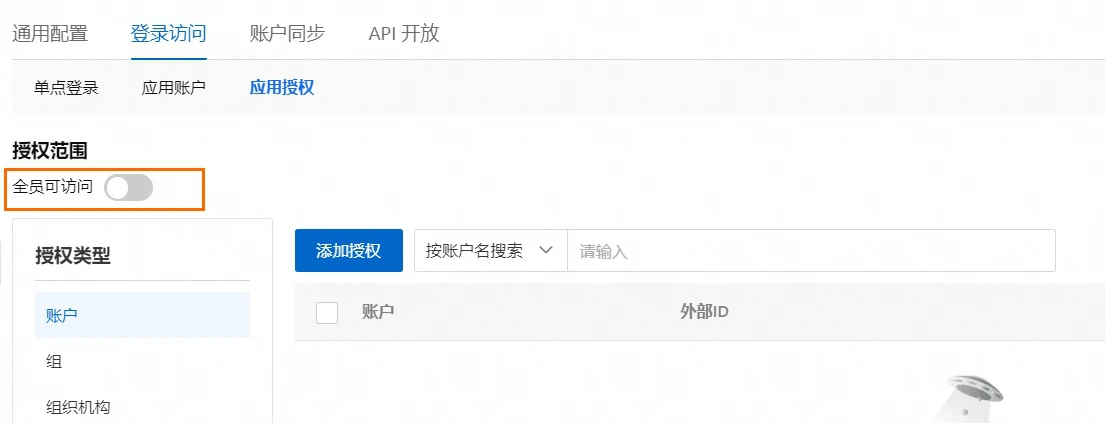 通用配置 登录访问 账户同步 API 开放
单点登录 应用账户 应用授权
授权范围
全员可访问
授权类型
添加授权 按账户名搜索 请输入
账户
账户 外部ID
组
组织机构